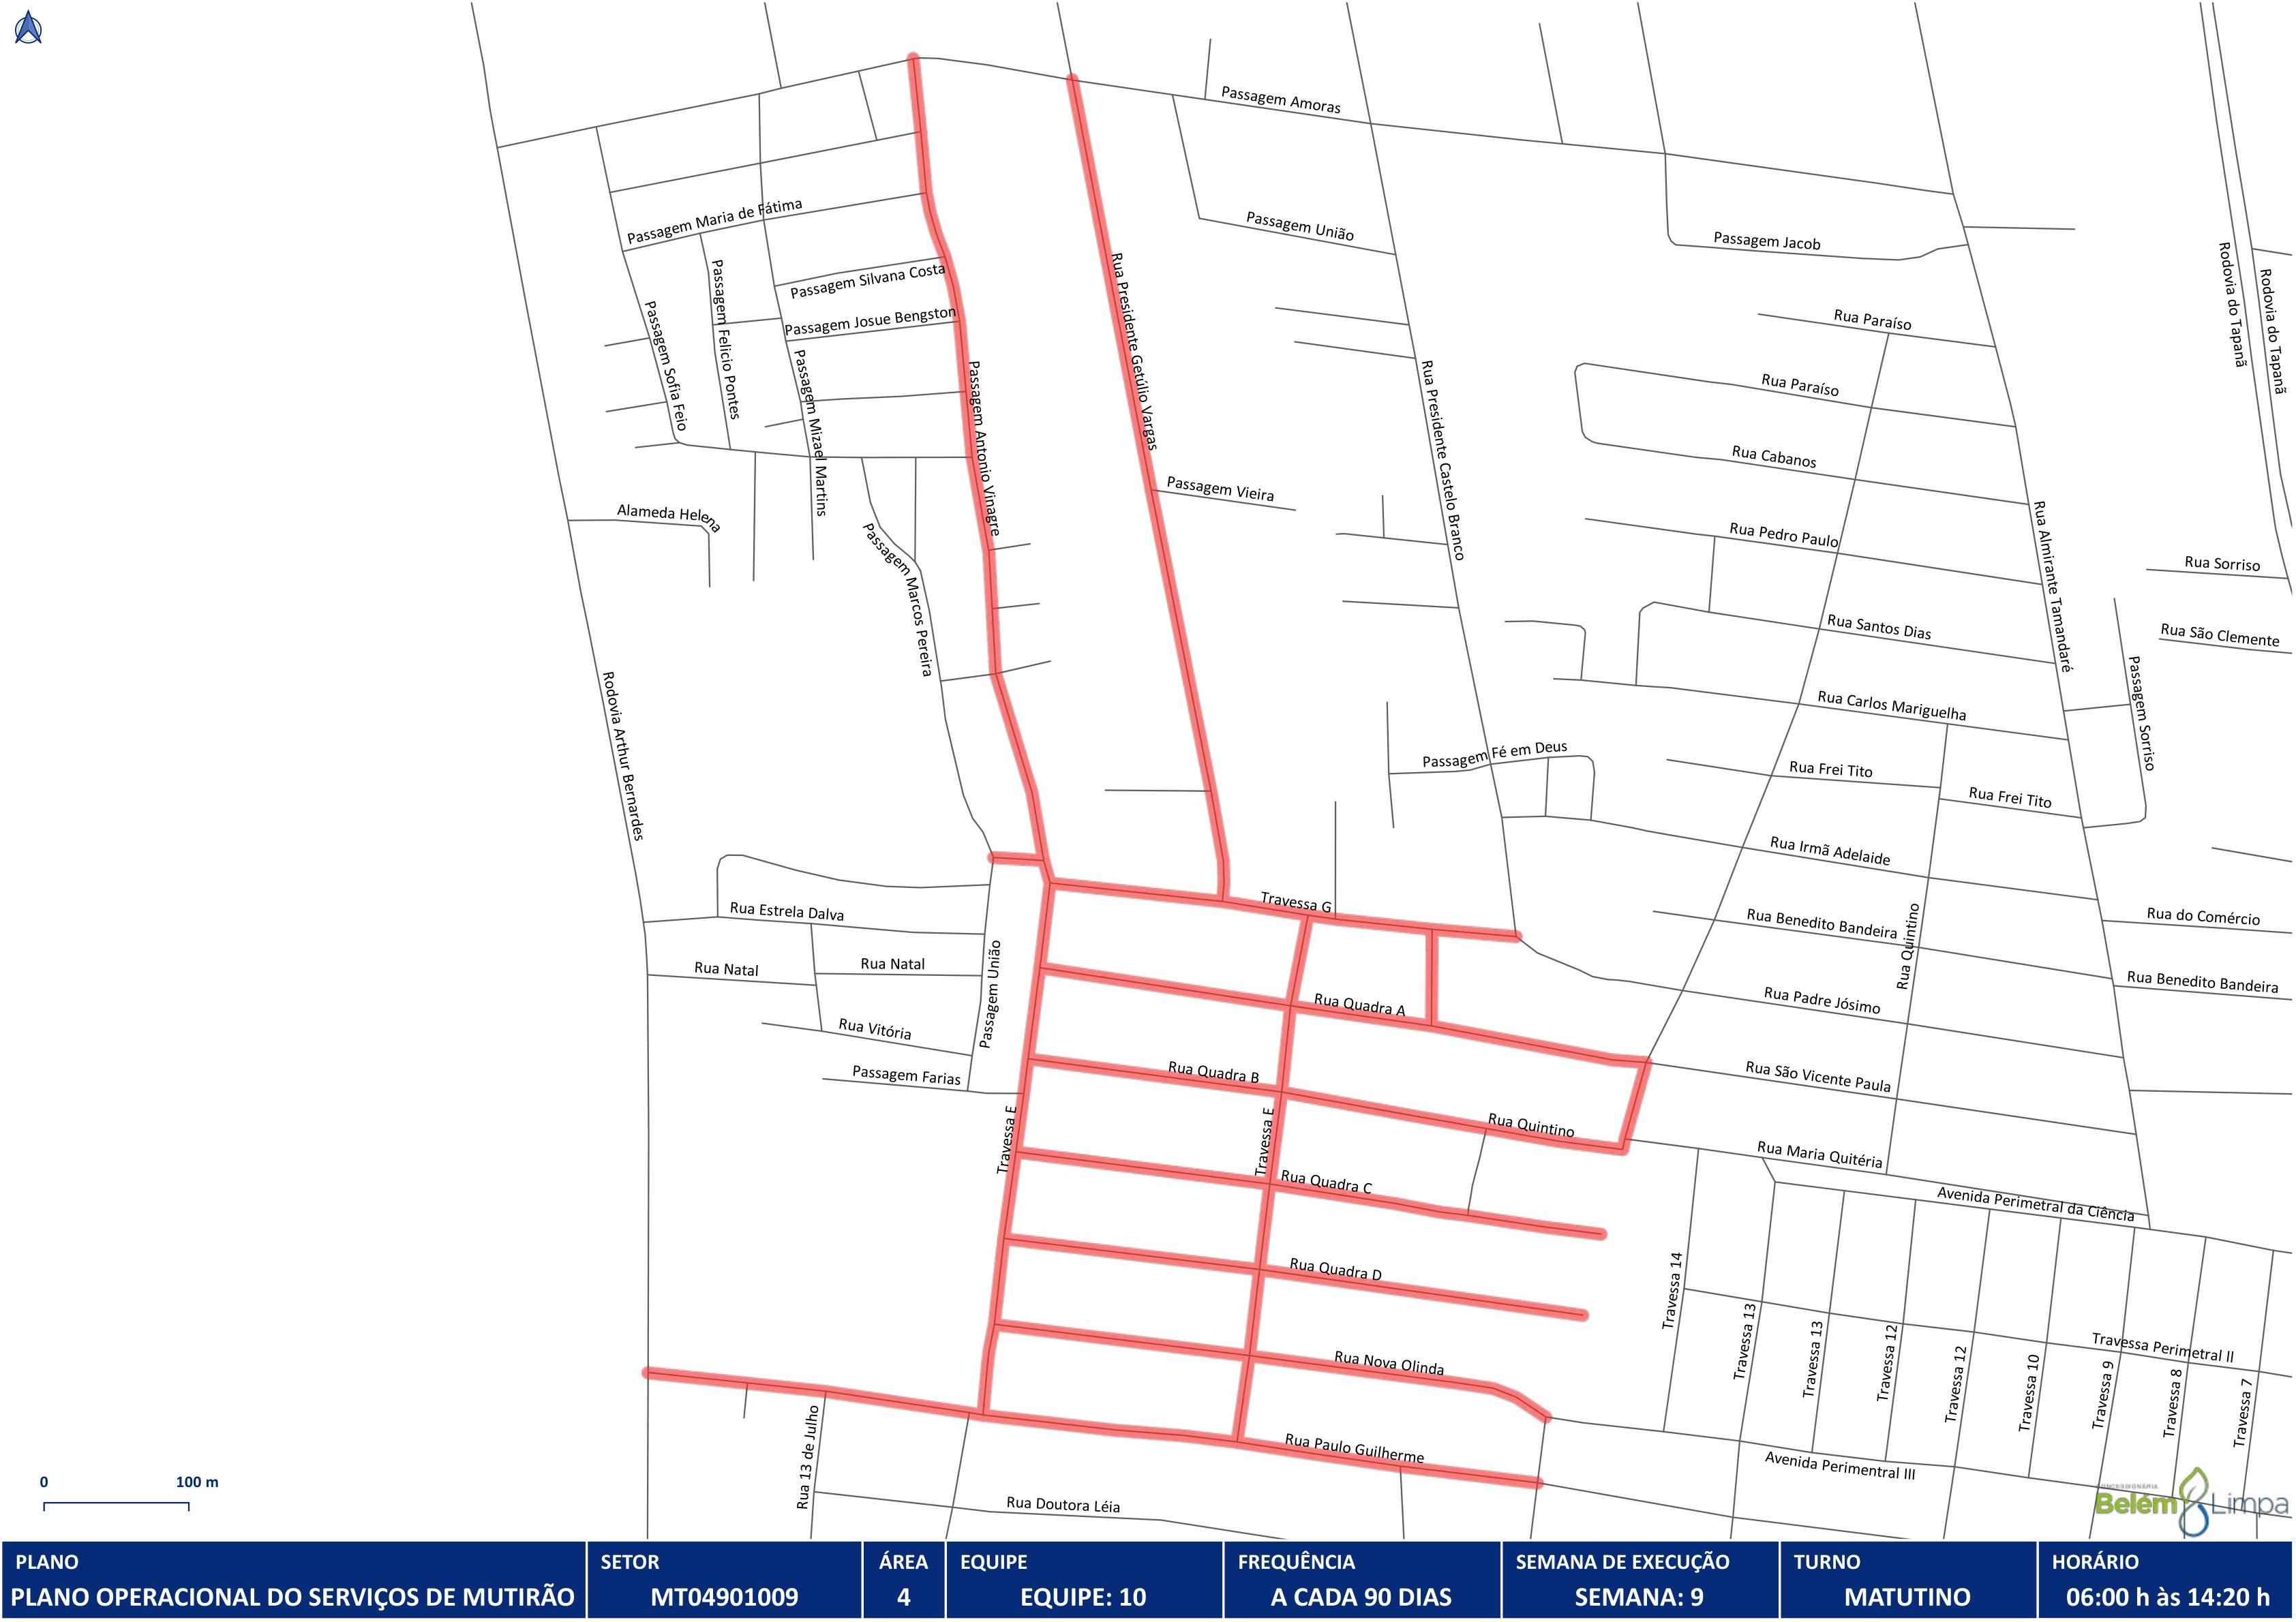 Passagem Amoras
Passagem Maria de Fátima
Passagem União
Passagem Jacob
Rodovia do Tapanã
Rodovia do Tapanã
Passagem Silvana Costa
Passagem Josue Bengston
Passagem Felicio Pontes
Passagem Sofia Feio
Passagem Mizael Martins
Passagem Antonio Vinagre
Rua Presidente Getúlio Vargas
Rua Presidente Castelo Branco
Rua Paraíso
Rua Paraíso
Rua Cabanos
Rua Pedro Paulo
Rua Almirante Tamandaré
Passagem Vieira
Alameda Helena
Passagem Marcos Pereira
Rua Sorriso
Rua São Clemente
Rua Santos Dias
Passagem Sorriso
Rodovia Arthur Bernardes
Rua Carlos Mariguelha
Passagem Fé em Deus
Rua Frei Tito
Rua Frei Tito
Rua Irmã Adelaide
Rua Estrela Dalva
Travessa G
Rua Benedito Bandeira
Rua Quintino
Rua do Comércio
Rua Natal
Rua Natal
Passagem União
Rua Benedito Bandeira
Rua Padre Jósimo
Rua Quadra A
Rua Vitória
Passagem Farias
Rua Quadra B
Rua São Vicente Paula
Travessa E
Travessa E
Rua Quintino
Rua Maria Quitéria
Rua Quadra C
Avenida Perimetral da Ciência
Rua Quadra D
Travessa 14
Travessa 13
Travessa 13
Travessa 12
Travessa 12
Travessa 10
Travessa 9
Travessa 8
Travessa 7
Travessa Perimetral II
Rua Nova Olinda
Rua Paulo Guilherme
Avenida Perimentral III
Rua 13 de Julho
Rua Doutora Léia
0 100 m
CONCESSIONÁRIA
Belém Limpa
PLANO
PLANO OPERACIONAL DO SERVIÇOS DE MUTIRÃO
SETOR
MT04901009
ÁREA
4
EQUIPE
EQUIPE: 10
FREQUÊNCIA
A CADA 90 DIAS
SEMANA DE EXECUÇÃO
SEMANA: 9
TURNO
MATUTINO
HORÁRIO
06:00 h às 14:20 h